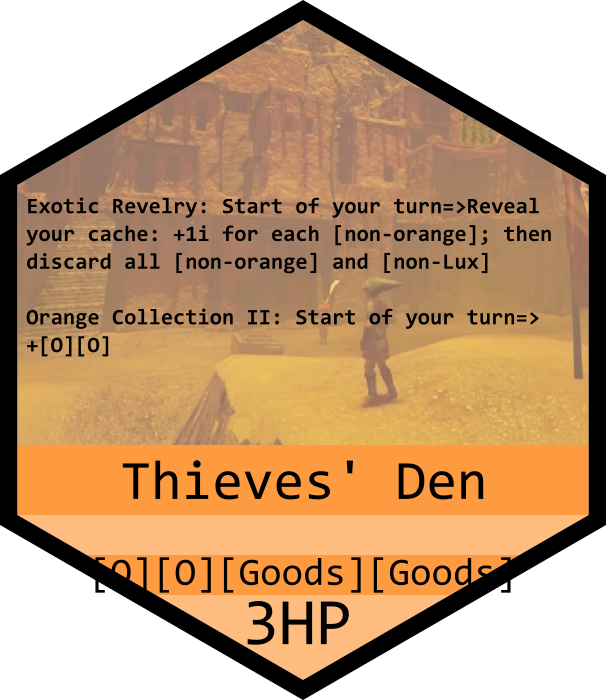 Exotic Revelry: Start of your turn=>Reveal
your cache: +1i for each [non-orange]; then
discard all [non-orange] and [non-Lux]
Orange Collection II: Start of your turn=>
+[O][O]
Thieves' Den
[O][O][Goods][Goods]
3HP